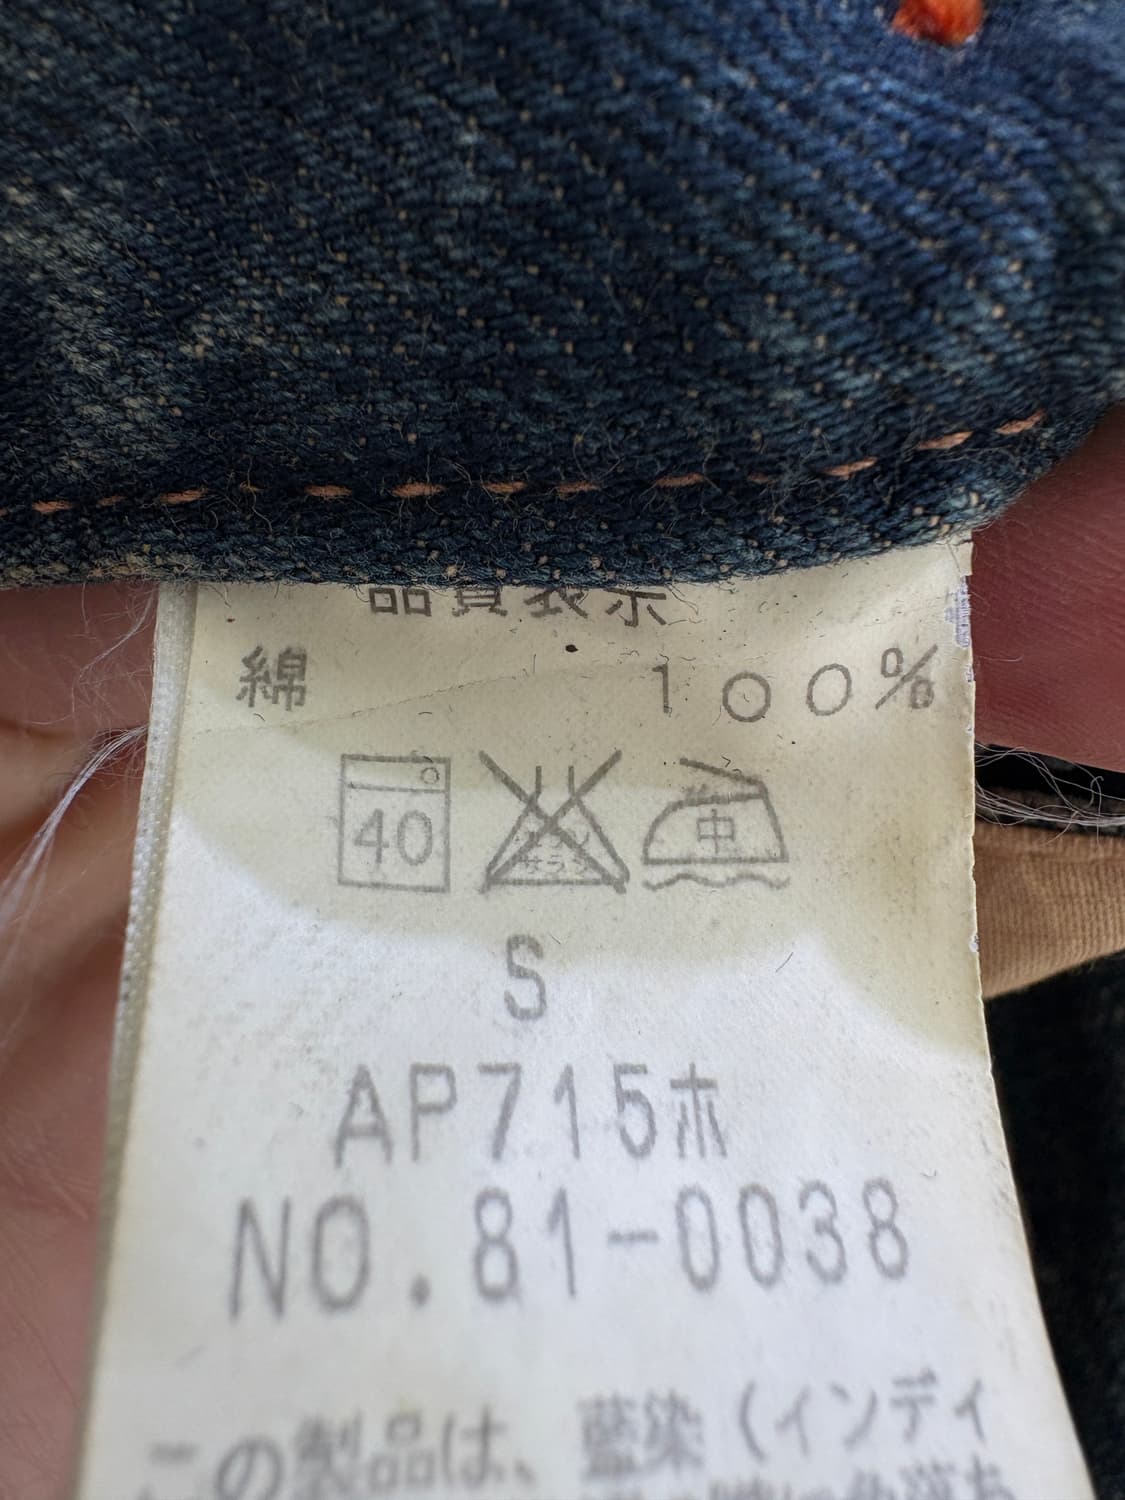 品質表示
綿 100%
40 中
S
AP715ホ
NO.81-0038
この製品は、藍染(インディ